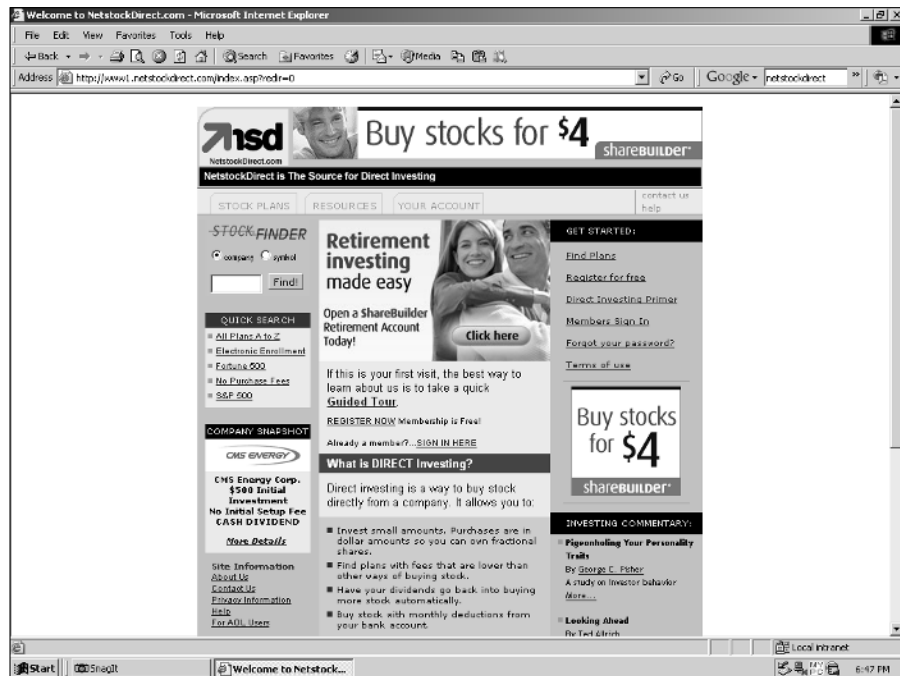 Welcome to NetstockDirect.com - Microsoft Internet Explorer
File Edit View Favorites Tools Help
Back Search Favorites Media
Address http://www1.netstockdirect.com/index.asp?redir=0 Go Google netstockdirect »
nsd
NetstockDirect.com
Buy stocks for $4
shareBUILDER
NetstockDirect is The Source for Direct Investing
STOCK PLANS RESOURCES YOUR ACCOUNT
contact us
help
STOCK FINDER
company symbol
Find!
QUICK SEARCH
All Plans A to Z
Electronic Enrollment
Fortune 500
No Purchase Fees
S&P 500
COMPANY SNAPSHOT
CMS ENERGY
CMS Energy Corp.
$500 Initial
Investment
No Initial Setup Fee
CASH DIVIDEND
More Details
Site Information
About Us
Contact Us
Privacy Information
Help
For AOL Users
Retirement
investing
made easy
Open a ShareBuilder
Retirement Account
Today!
Click here
If this is your first visit, the best way to
learn about us is to take a quick
Guided Tour.
REGISTER NOW Membership is Free!
Already a member?...SIGN IN HERE
What is DIRECT Investing?
Direct investing is a way to buy stock
directly from a company. It allows you to:
Invest small amounts. Purchases are in
dollar amounts so you can own fractional
shares.
Find plans with fees that are lower than
other ways of buying stock.
Have your dividends go back into buying
more stock automatically.
Buy stock with monthly deductions from
your bank account.
GET STARTED:
Find Plans
Register for free
Direct Investing Primer
Members Sign In
Forgot your password?
Terms of use
Buy stocks
for $4
shareBUILDER
INVESTING COMMENTARY:
Pigeonholing Your Personality
Traits
By George C. Fisher
A study on investor behavior
More...
Looking Ahead
By Ted Allrich
Local intranet
Start SnagIt Welcome to Netstock... 6:47 PM